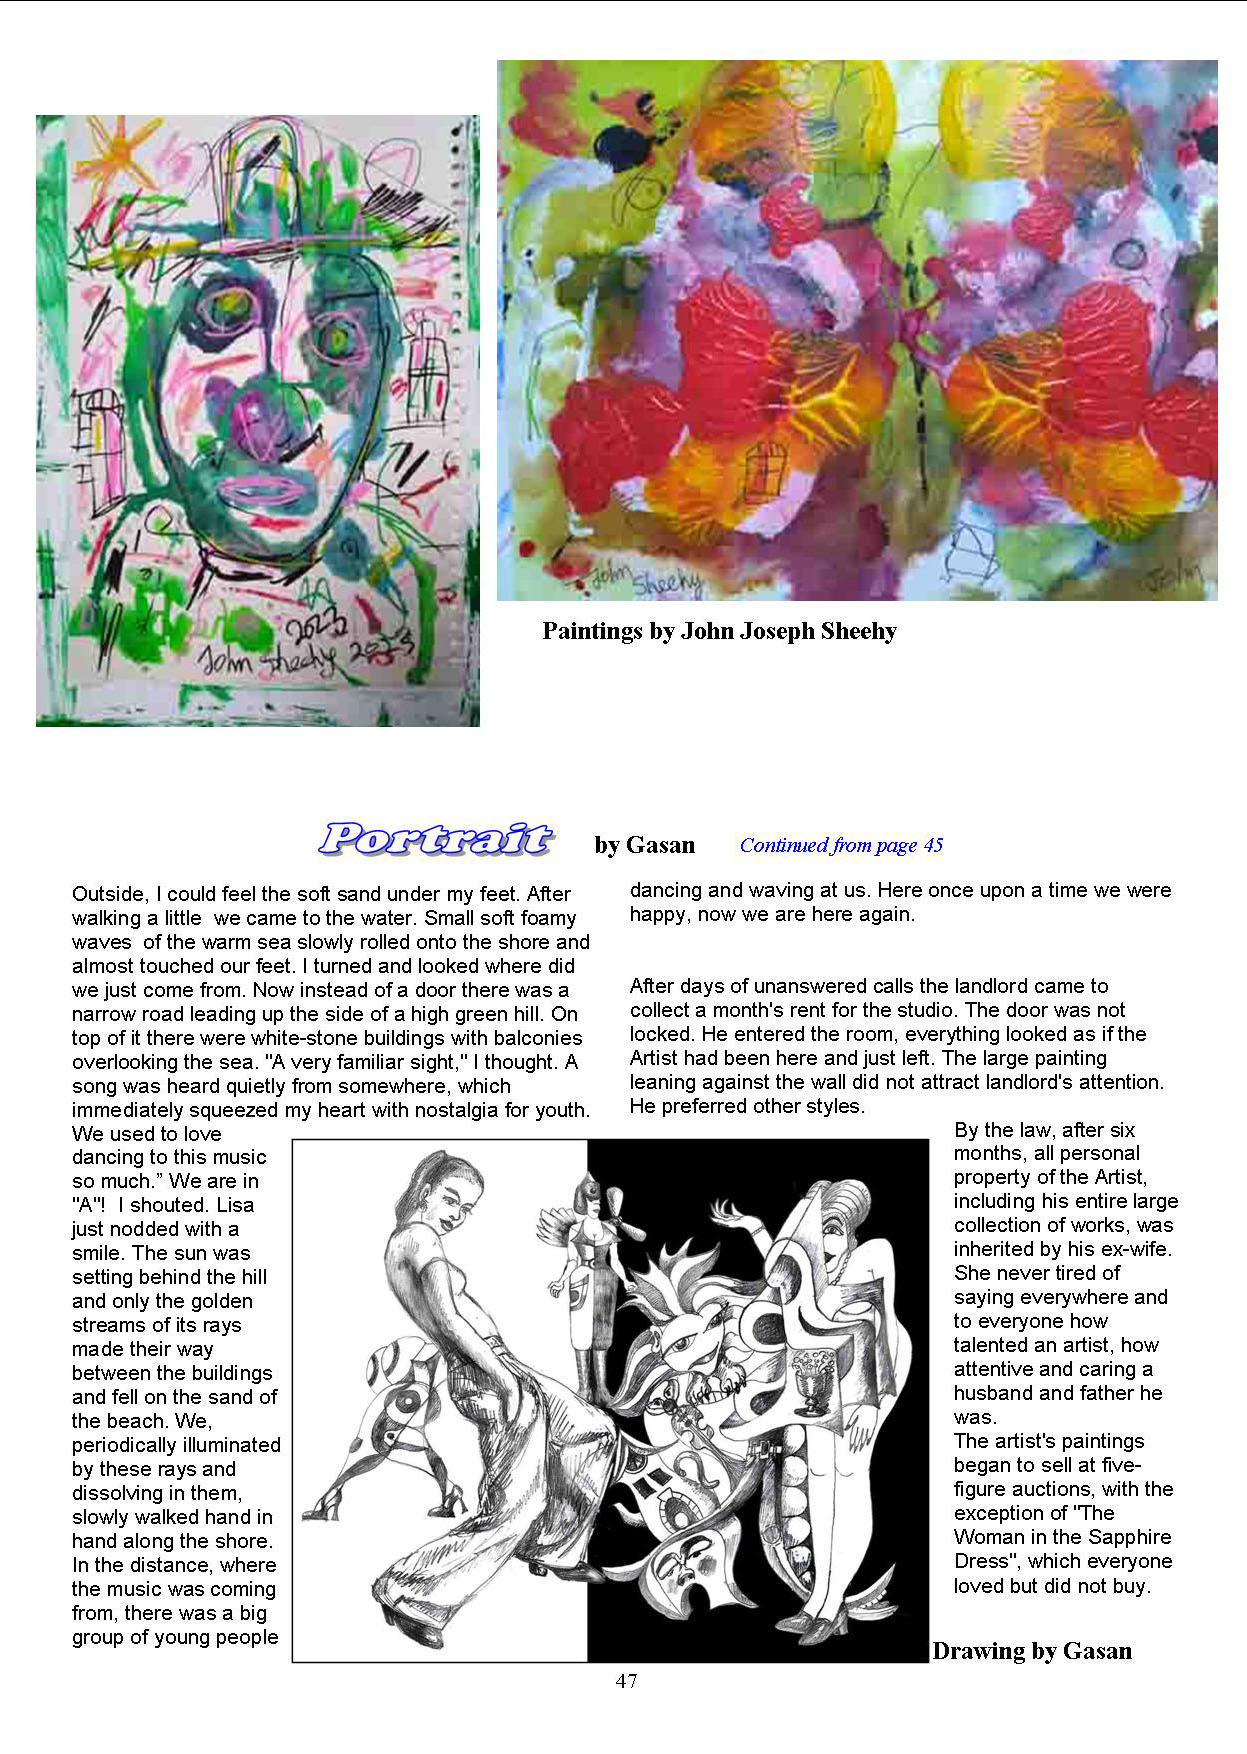 2023
John Sheehy 2023
John
Sheehy
John
Paintings by John Joseph Sheehy
Portrait by Gasan Continued from page 45
Outside, I could feel the soft sand under my feet. After
walking a little  we came to the water. Small soft foamy
waves  of the warm sea slowly rolled onto the shore and
almost touched our feet. I turned and looked where did
we just come from. Now instead of a door there was a
narrow road leading up the side of a high green hill. On
top of it there were white-stone buildings with balconies
overlooking the sea. "A very familiar sight," I thought. A
song was heard quietly from somewhere, which
immediately squeezed my heart with nostalgia for youth.
We used to love
dancing to this music
so much.” We are in
"A"!  I shouted. Lisa
just nodded with a
smile. The sun was
setting behind the hill
and only the golden
streams of its rays
made their way
between the buildings
and fell on the sand of
the beach. We,
periodically illuminated
by these rays and
dissolving in them,
slowly walked hand in
hand along the shore.
In the distance, where
the music was coming
from, there was a big
group of young people
dancing and waving at us. Here once upon a time we were
happy, now we are here again.
After days of unanswered calls the landlord came to
collect a month's rent for the studio. The door was not
locked. He entered the room, everything looked as if the
Artist had been here and just left. The large painting
leaning against the wall did not attract landlord's attention.
He preferred other styles.
By the law, after six
months, all personal
property of the Artist,
including his entire large
collection of works, was
inherited by his ex-wife.
She never tired of
saying everywhere and
to everyone how
talented an artist, how
attentive and caring a
husband and father he
was.
The artist's paintings
began to sell at five-
figure auctions, with the
exception of "The
Woman in the Sapphire
Dress", which everyone
loved but did not buy.
Drawing by Gasan
47